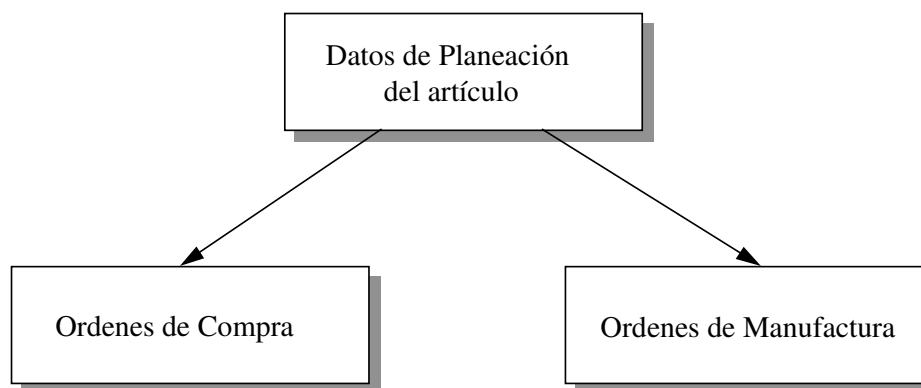 Datos de Planeación
del artículo
Ordenes de Compra
Ordenes de Manufactura